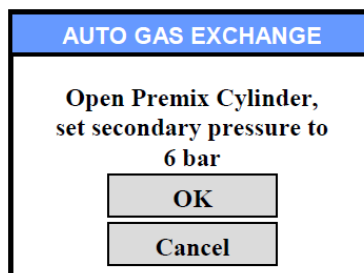 AUTO GAS EXCHANGE
Open Premix Cylinder,
set secondary pressure to
6 bar
OK
Cancel